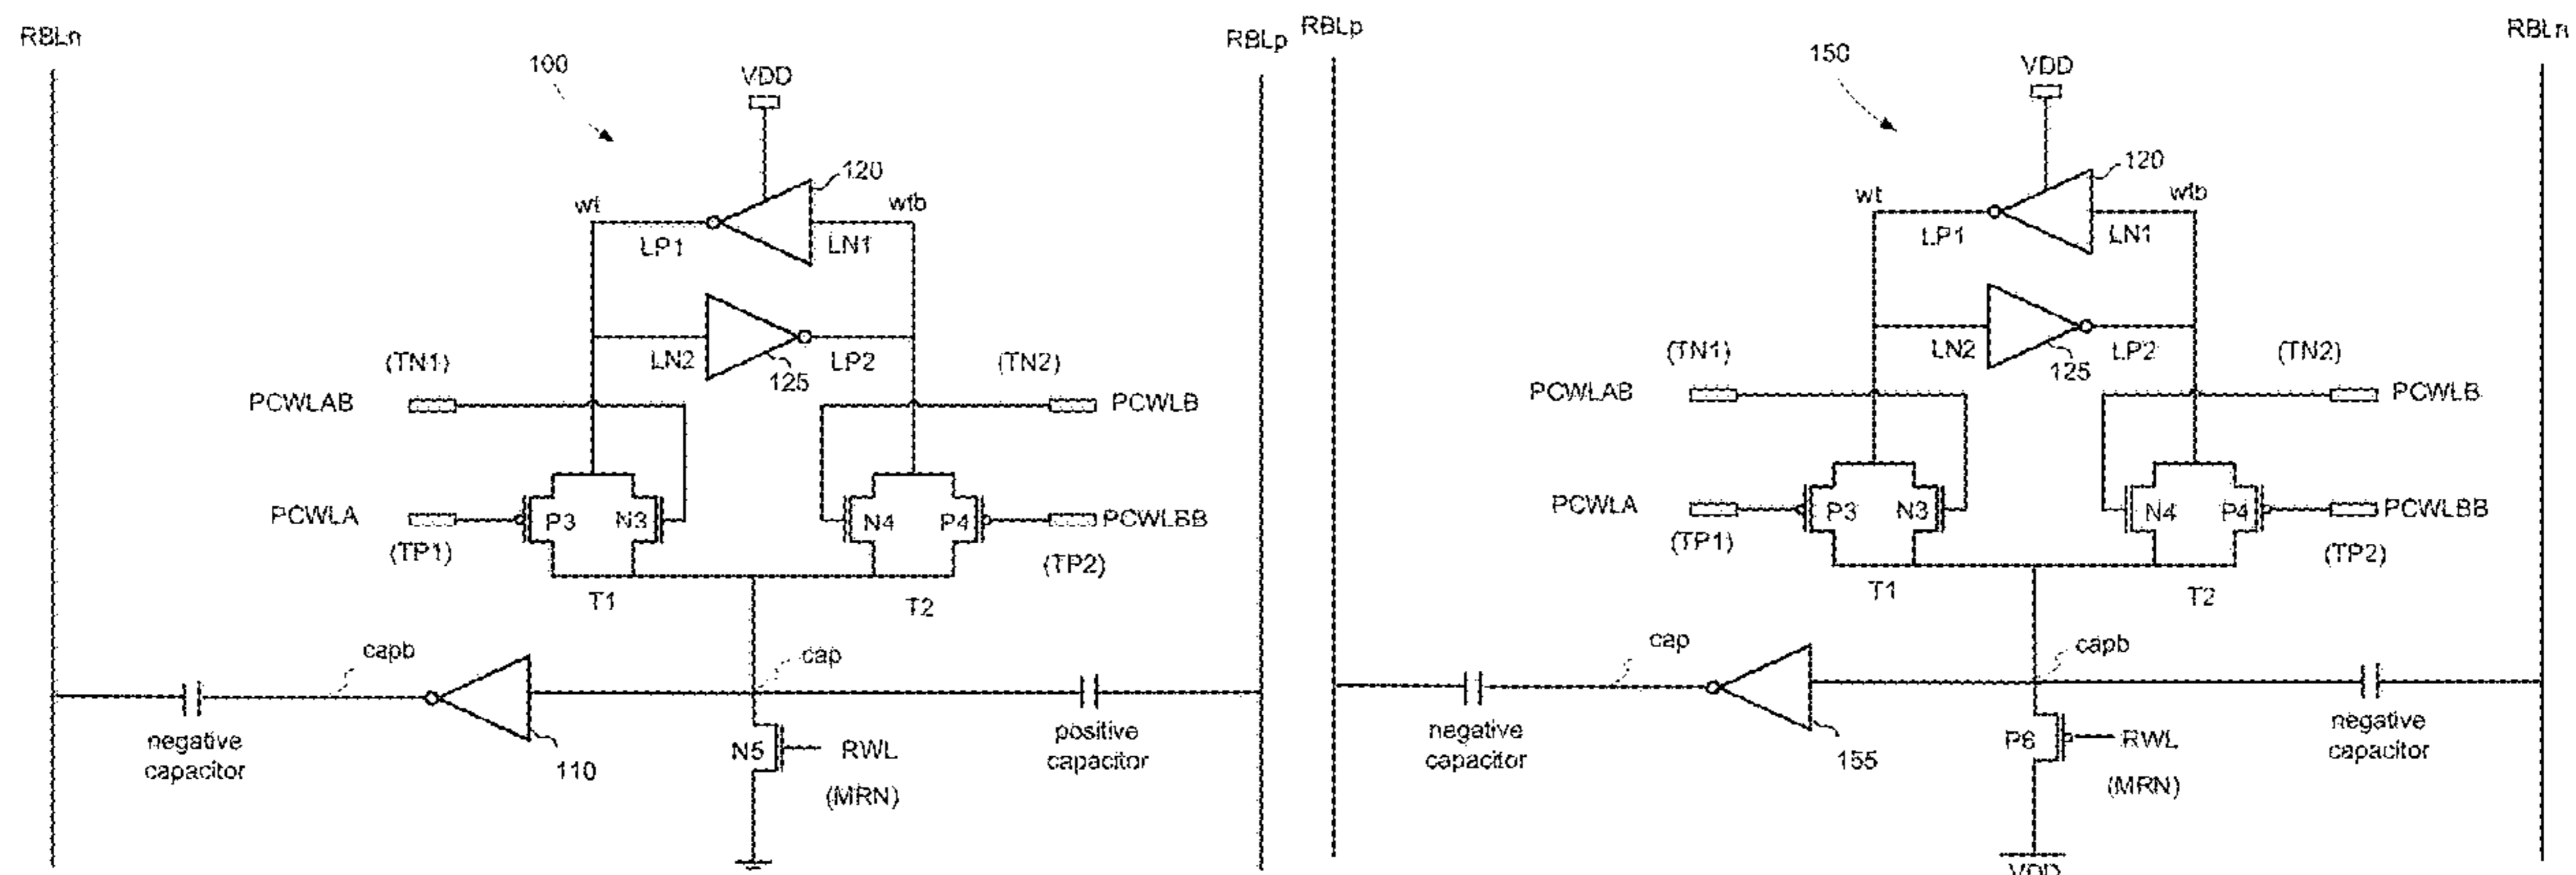 RBLn
RBLp
100
VDD
120
wt
wtb
LP1
LN1
LN2
LP2
125
(TN1)
(TN2)
PCWLAB
PCWLB
PCWLA
P3
N3
N4
P4
PCWLBB
(TP1)
(TP2)
T1
T2
capb
cap
negative
capacitor
110
N5
RWL
(MRN)
positive
capacitor
RBLp
RBLn
150
VDD
120
wt
wtb
LP1
LN1
LN2
LP2
125
(TN1)
(TN2)
PCWLAB
PCWLB
PCWLA
P3
N3
N4
P4
PCWLBB
(TP1)
(TP2)
T1
T2
cap
capb
negative
capacitor
155
P6
RWL
(MRN)
negative
capacitor
VDD